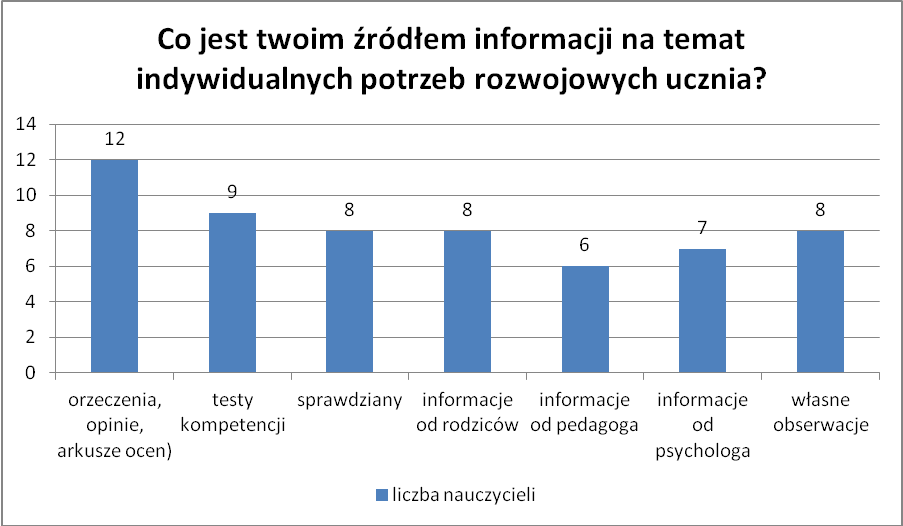 Co jest twoim źródłem informacji na temat
indywidualnych potrzeb rozwojowych ucznia?
14
12
10
8
6
4
2
0
12
9
8
8
6
7
8
orzeczenia,
opinie,
arkusze ocen)
testy
kompetencji
sprawdziany
informacje
od rodziców
informacje
od pedagoga
informacje
od
psychologa
własne
obserwacje
liczba nauczycieli